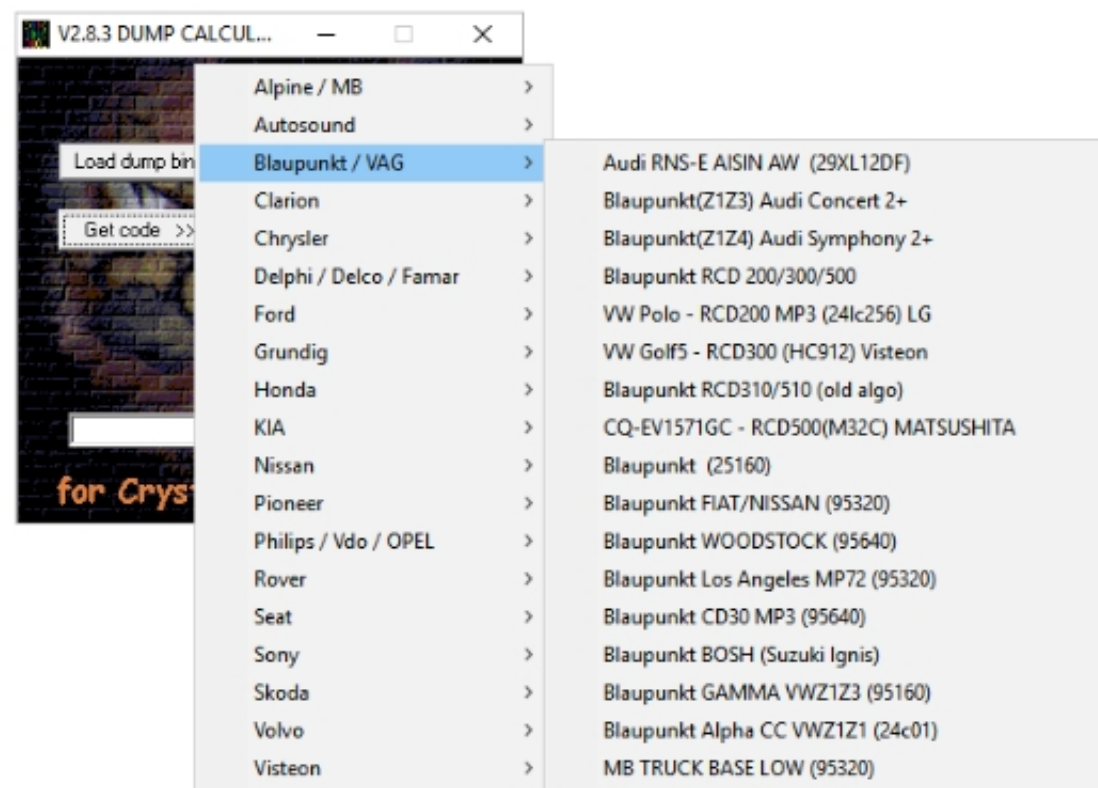 V2.8.3 DUMP CALCUL...
Load dump bin
Get code >>
for Crys
Alpine / MB
Autosound
Blaupunkt / VAG
Clarion
Chrysler
Delphi / Delco / Famar
Ford
Grundig
Honda
KIA
Nissan
Pioneer
Philips / Vdo / OPEL
Rover
Seat
Sony
Skoda
Volvo
Visteon
Audi RNS-E AISIN AW (29XL12DF)
Blaupunkt(Z1Z3) Audi Concert 2+
Blaupunkt(Z1Z4) Audi Symphony 2+
Blaupunkt RCD 200/300/500
VW Polo - RCD200 MP3 (24lc256) LG
VW Golf5 - RCD300 (HC912) Visteon
Blaupunkt RCD310/510 (old algo)
CQ-EV1571GC - RCD500(M32C) MATSUSHITA
Blaupunkt (25160)
Blaupunkt FIAT/NISSAN (95320)
Blaupunkt WOODSTOCK (95640)
Blaupunkt Los Angeles MP72 (95320)
Blaupunkt CD30 MP3 (95640)
Blaupunkt BOSH (Suzuki Ignis)
Blaupunkt GAMMA VWZ1Z3 (95160)
Blaupunkt Alpha CC VWZ1Z1 (24c01)
MB TRUCK BASE LOW (95320)